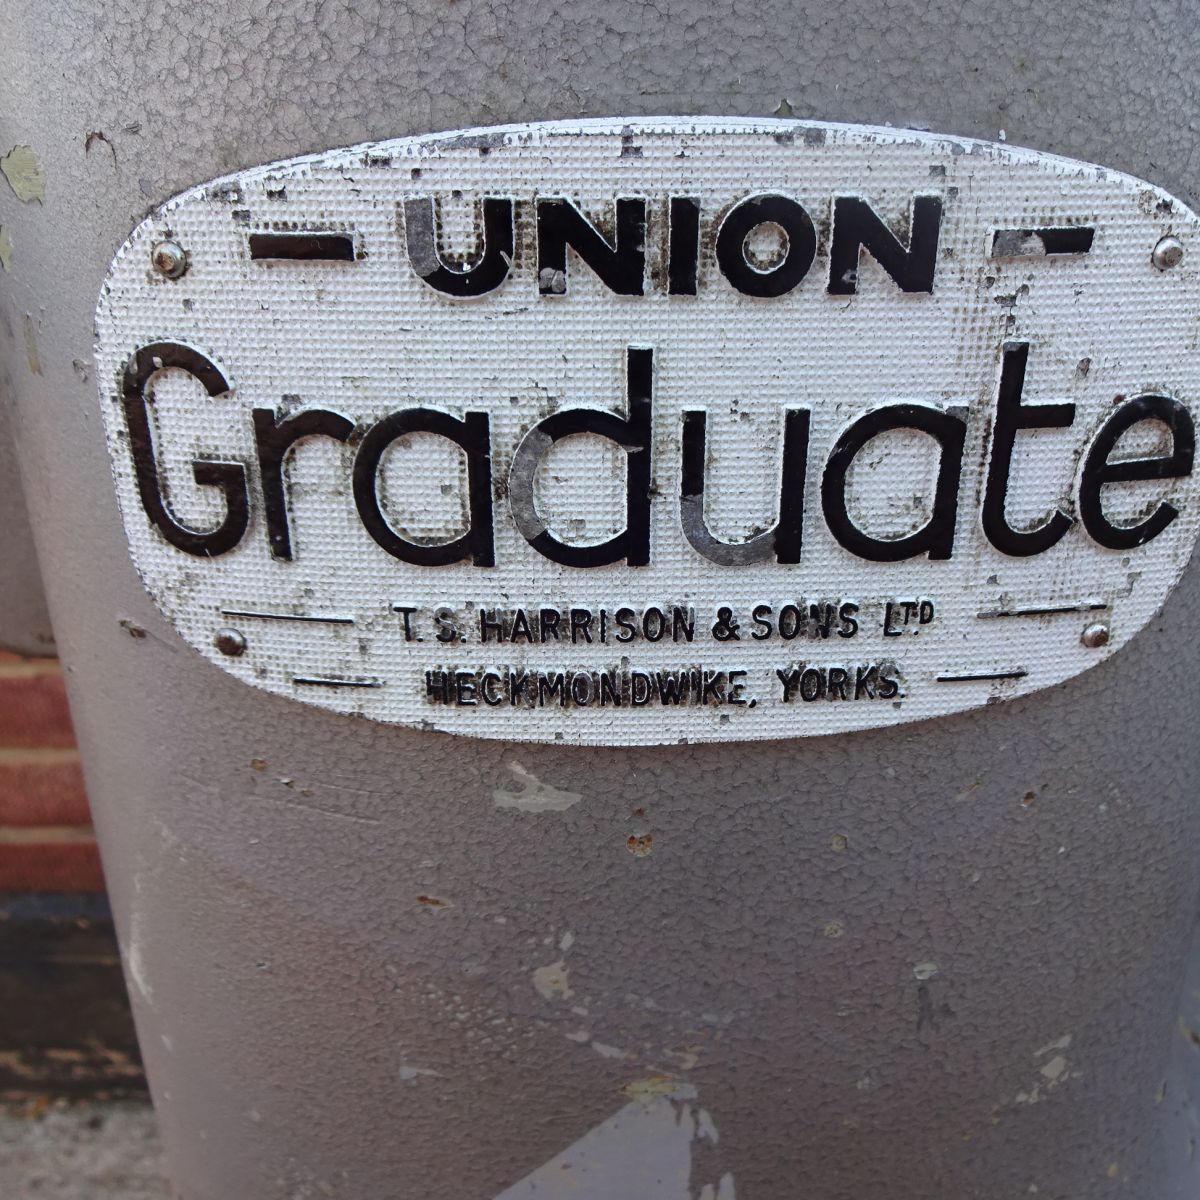 - UNION -
Graduate
T. S. HARRISON & SONS LTD
HECKMONDWIKE, YORKS.